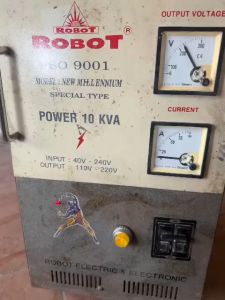 OUTPUT VOLTAGE
ROBOT
ROBOT®
ISO 9001
MODEL : NEW MILLENNIUM
SPECIAL TYPE
V
CURRENT
POWER 10 KVA
A
INPUT : 40V - 240V
OUTPUT : 110V - 220V
ROBOT ELECTRIC & ELECTRONIC